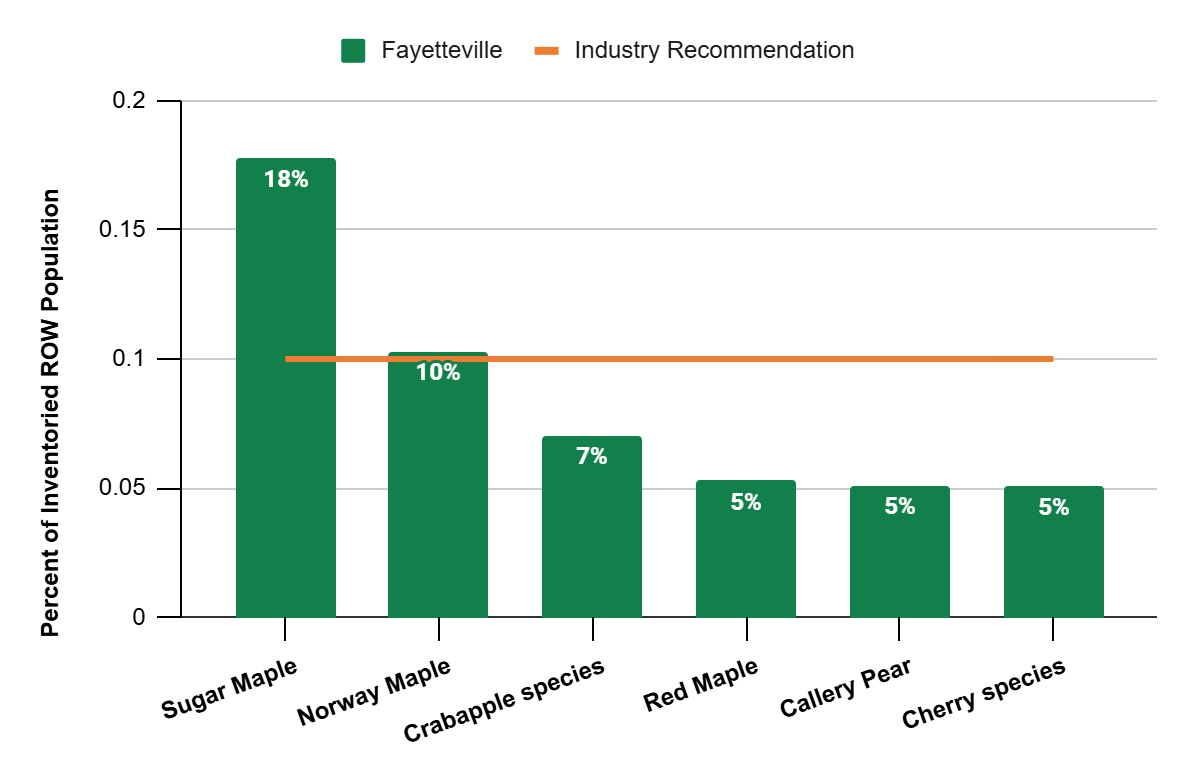 Fayetteville Industry Recommendation
Percent of Inventoried ROW Population
0.2
0.15
0.1
0.05
0
18%
10%
7%
5%
5%
5%
Sugar Maple
Norway Maple
Crabapple species
Red Maple
Callery Pear
Cherry species